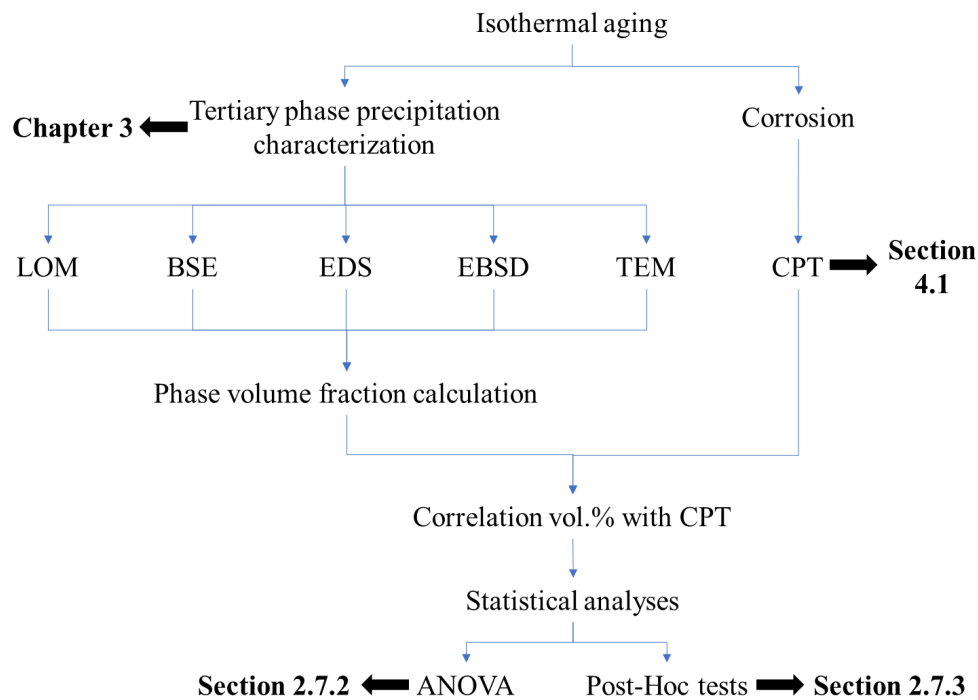 Isothermal aging
Chapter 3
Tertiary phase precipitation
characterization
Corrosion
LOM
BSE
EDS
EBSD
TEM
CPT
Section
4.1
Phase volume fraction calculation
Correlation vol.% with CPT
Statistical analyses
Section 2.7.2
ANOVA
Post-Hoc tests
Section 2.7.3